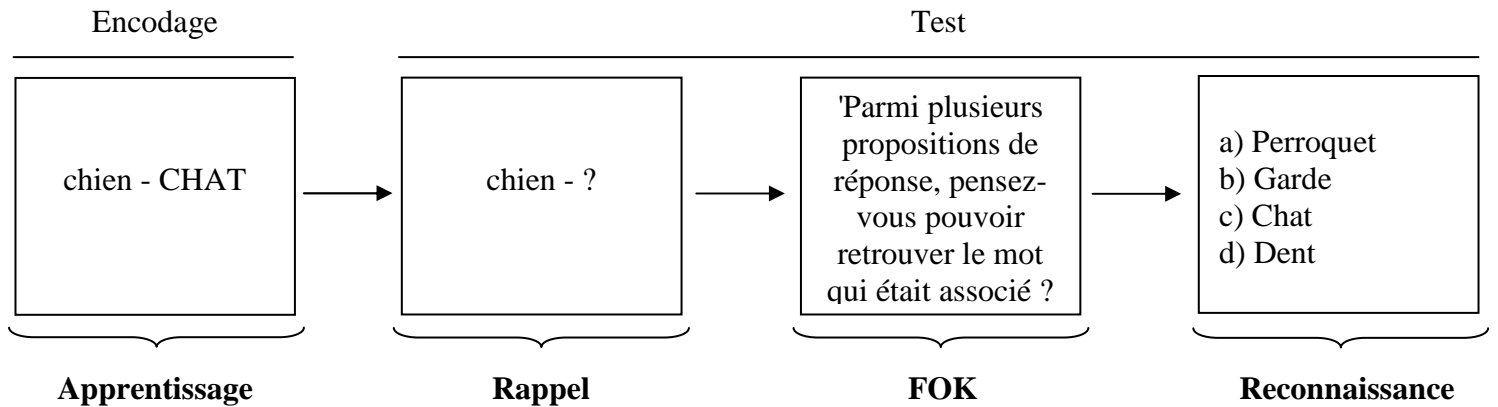 Encodage
Test
chien - CHAT
chien - ?
'Parmi plusieurs
propositions de
réponse, pensez-
vous pouvoir
retrouver le mot
qui était associé ?
a) Perroquet
b) Garde
c) Chat
d) Dent
Apprentissage
Rappel
FOK
Reconnaissance